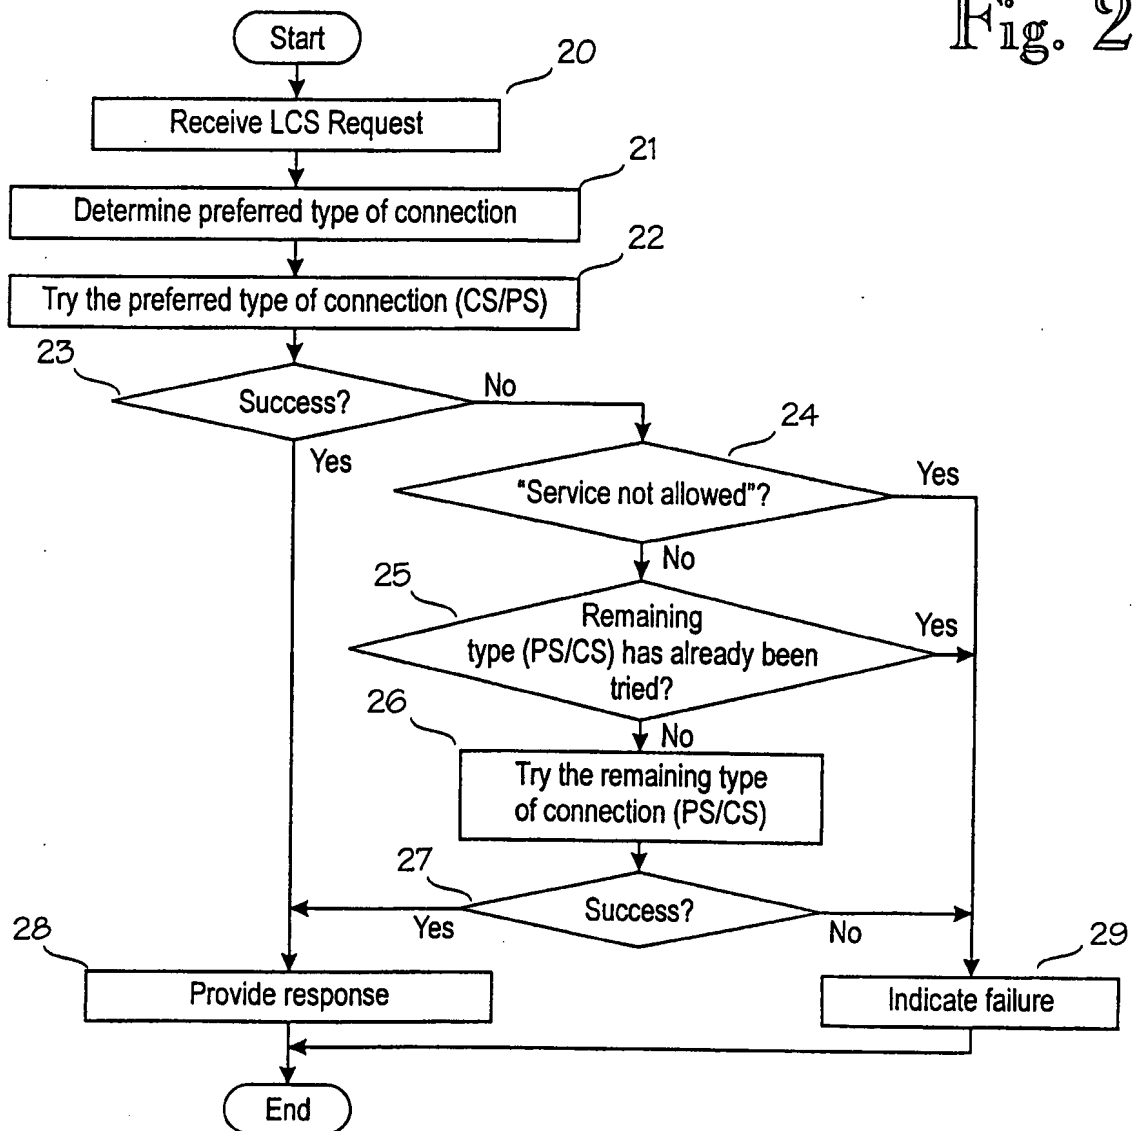 Fig. 2
Start
20
Receive LCS Request
21
Determine preferred type of connection
22
Try the preferred type of connection (CS/PS)
23
Success?
No
Yes
24
"Service not allowed"?
Yes
No
25
Remaining
type (PS/CS) has already been
tried?
Yes
No
26
Try the remaining type
of connection (PS/CS)
27
Success?
Yes
No
28
Provide response
29
Indicate failure
End